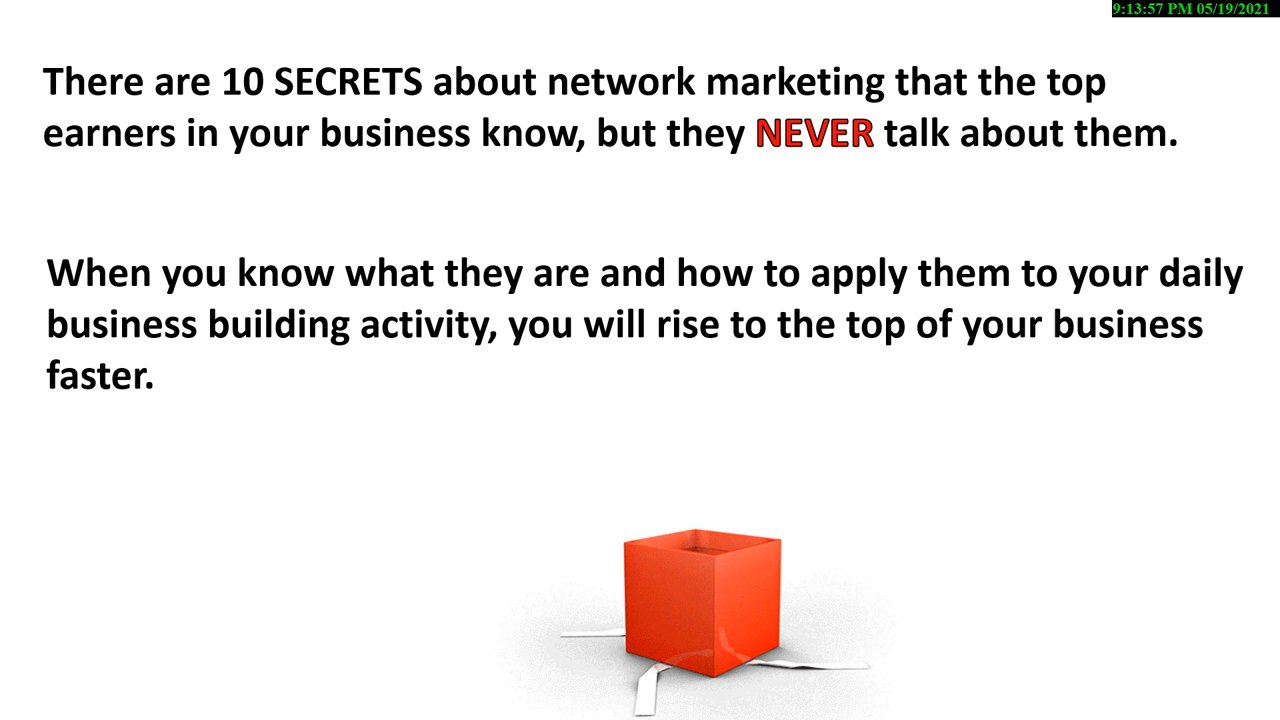 9:13:57 PM 05/19/2021
There are 10 SECRETS about network marketing that the top
earners in your business know, but they NEVER talk about them.
When you know what they are and how to apply them to your daily
business building activity, you will rise to the top of your business
faster.